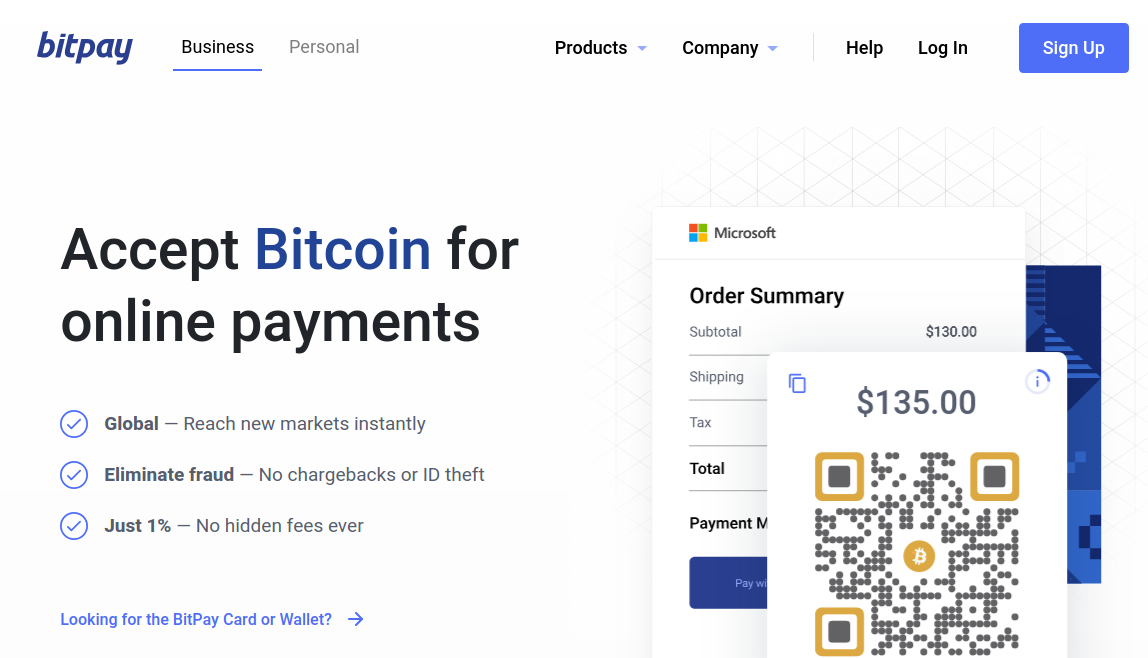 bitpay
Business
Personal
Products
Company
Help
Log In
Sign Up
Accept Bitcoin for
online payments
Global — Reach new markets instantly
Eliminate fraud — No chargebacks or ID theft
Just 1% — No hidden fees ever
Looking for the BitPay Card or Wallet?
Microsoft
Order Summary
Subtotal $130.00
Shipping
Tax
Total
Payment M
Pay wi
$135.00